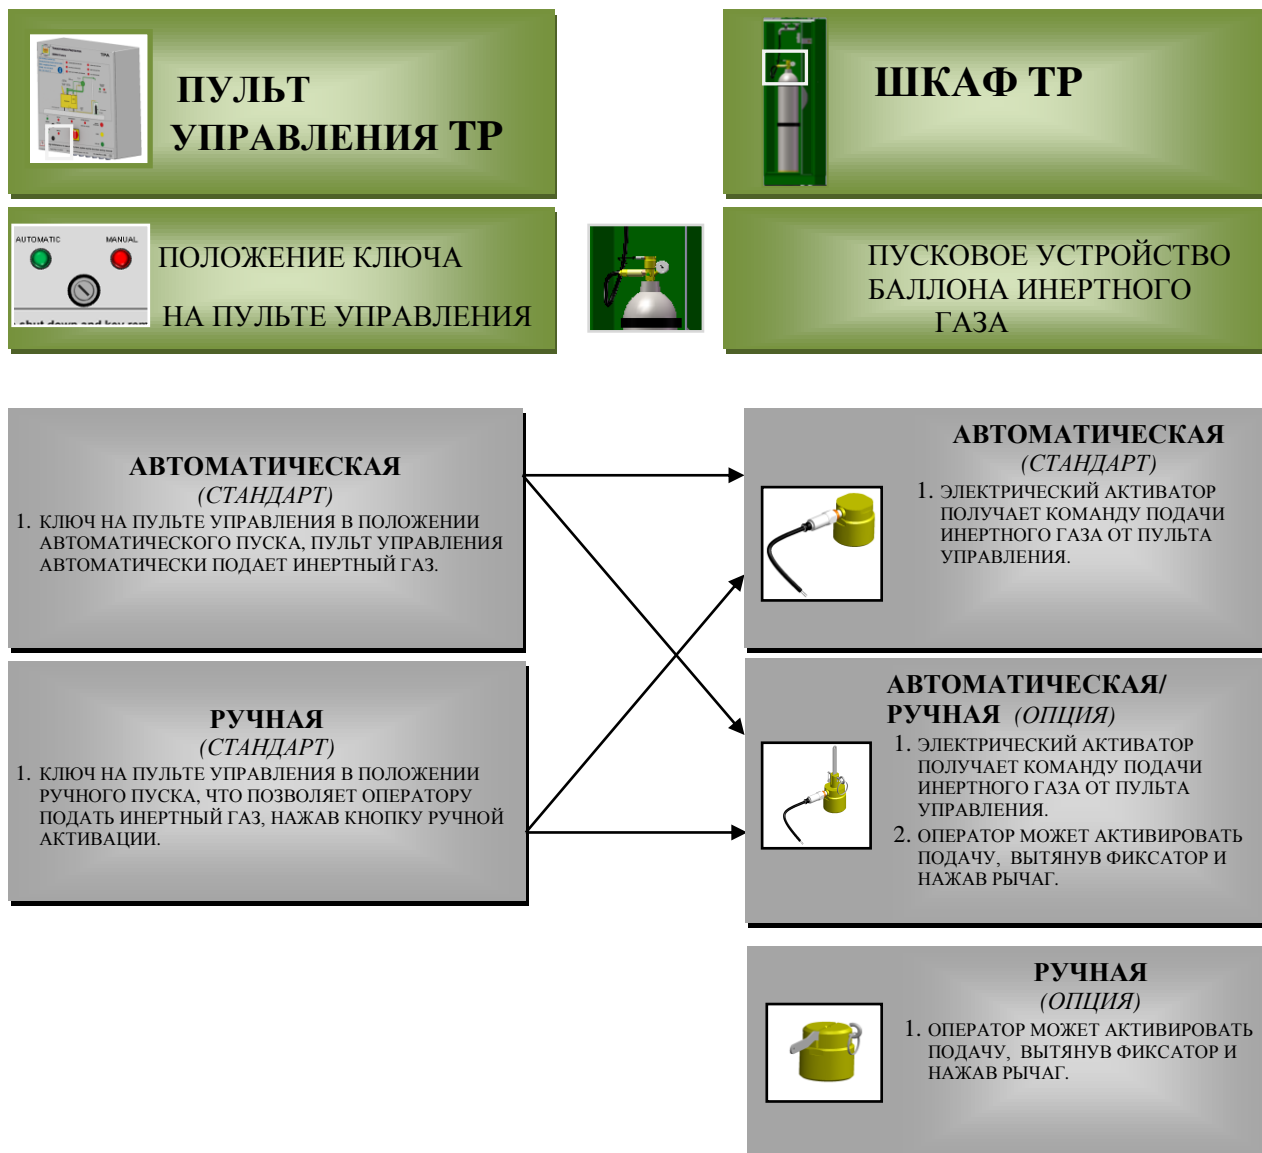 ПУЛЬТ
УПРАВЛЕНИЯ ТР
ШКАФ ТР
AUTOMATIC
MANUAL
shut down and key rem
ПОЛОЖЕНИЕ КЛЮЧА
НА ПУЛЬТЕ УПРАВЛЕНИЯ
ПУСКОВОЕ УСТРОЙСТВО
БАЛЛОНА ИНЕРТНОГО
ГАЗА
АВТОМАТИЧЕСКАЯ
(СТАНДАРТ)
1. КЛЮЧ НА ПУЛЬТЕ УПРАВЛЕНИЯ В ПОЛОЖЕНИИ
АВТОМАТИЧЕСКОГО ПУСКА, ПУЛЬТ УПРАВЛЕНИЯ
АВТОМАТИЧЕСКИ ПОДАЕТ ИНЕРТНЫЙ ГАЗ.
РУЧНАЯ
(СТАНДАРТ)
1. КЛЮЧ НА ПУЛЬТЕ УПРАВЛЕНИЯ В ПОЛОЖЕНИИ
РУЧНОГО ПУСКА, ЧТО ПОЗВОЛЯЕТ ОПЕРАТОРУ
ПОДАТЬ ИНЕРТНЫЙ ГАЗ, НАЖАВ КНОПКУ РУЧНОЙ
АКТИВАЦИИ.
АВТОМАТИЧЕСКАЯ
(СТАНДАРТ)
1. ЭЛЕКТРИЧЕСКИЙ АКТИВАТОР
ПОЛУЧАЕТ КОМАНДУ ПОДАЧИ
ИНЕРТНОГО ГАЗА ОТ ПУЛЬТА
УПРАВЛЕНИЯ.
АВТОМАТИЧЕСКАЯ/
РУЧНАЯ (ОПЦИЯ)
1. ЭЛЕКТРИЧЕСКИЙ АКТИВАТОР
ПОЛУЧАЕТ КОМАНДУ ПОДАЧИ
ИНЕРТНОГО ГАЗА ОТ ПУЛЬТА
УПРАВЛЕНИЯ.
2. ОПЕРАТОР МОЖЕТ АКТИВИРОВАТЬ
ПОДАЧУ, ВЫТЯНУВ ФИКСАТОР И
НАЖАВ РЫЧАГ.
РУЧНАЯ
(ОПЦИЯ)
1. ОПЕРАТОР МОЖЕТ АКТИВИРОВАТЬ
ПОДАЧУ, ВЫТЯНУВ ФИКСАТОР И
НАЖАВ РЫЧАГ.